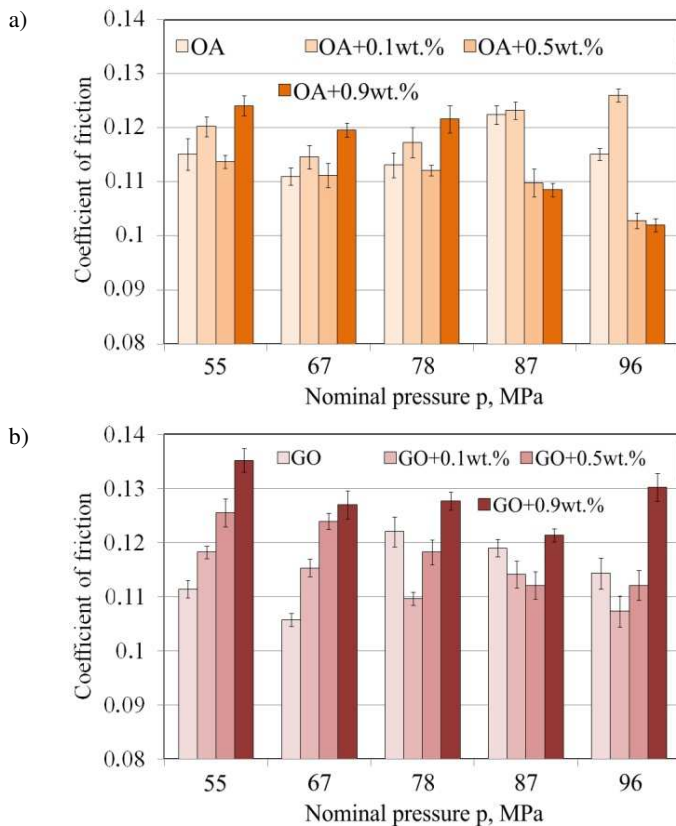 a)
0.14
0.13
0.12
0.11
0.1
0.09
0.08
Coefficient of friction
OA OA+0.1wt.% OA+0.5wt.%
OA+0.9wt.%
55 67 78 87 96
Nominal pressure p, MPa
b)
0.14
0.13
0.12
0.11
0.1
0.09
0.08
Coefficient of friction
GO GO+0.1wt.% GO+0.5wt.%
GO+0.9wt.%
55 67 78 87 96
Nominal pressure p, MPa